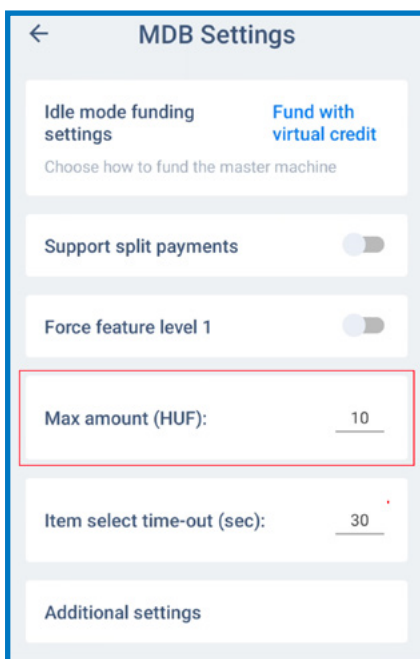 MDB Settings
Idle mode funding Fund with
settings virtual credit
Choose how to fund the master machine
Support split payments
Force feature level 1
Max amount (HUF): 10
Item select time-out (sec): 30
Additional settings